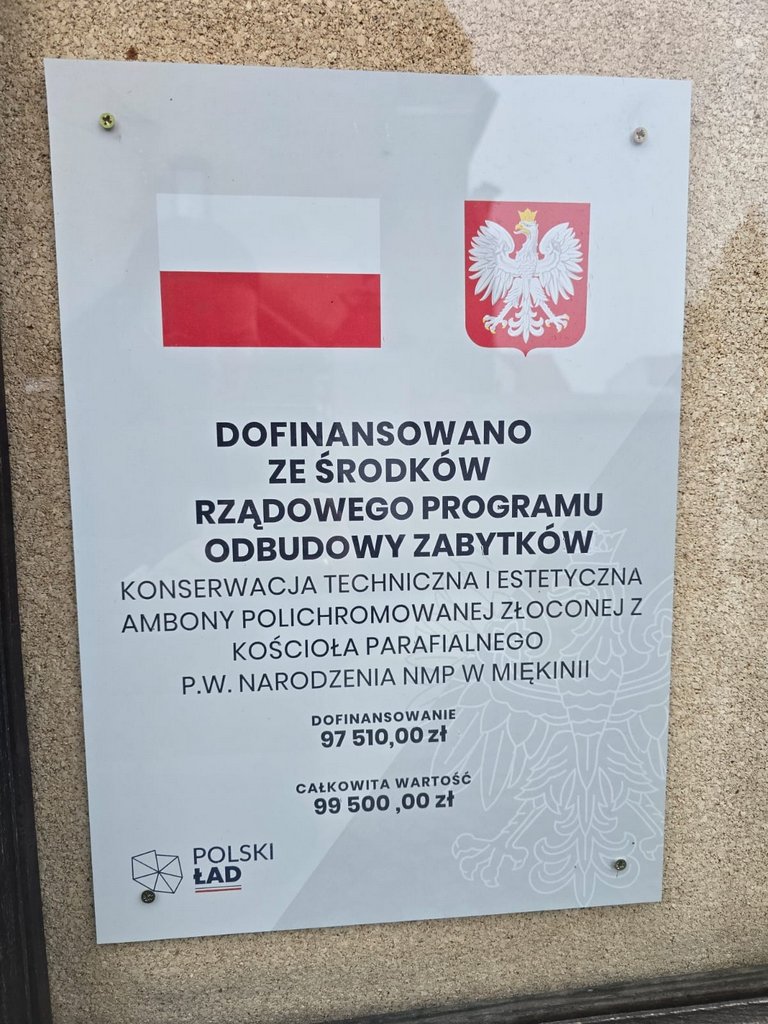 DOFINANSOWANO
ZE ŚRODKÓW
RZĄDOWEGO PROGRAMU
ODBUDOWY ZABYTKÓW
KONSERWACJA TECHNICZNA I ESTETYCZNA
AMBONY POLICHROMOWANEJ ZŁOCONEJ Z
KOŚCIOŁA PARAFIALNEGO
P.W. NARODZENIA NMP W MIĘKINII
DOFINANSOWANIE
97 510,00 zł
CAŁKOWITA WARTOŚĆ
99 500 ,00 zł
POLSKI
ŁAD